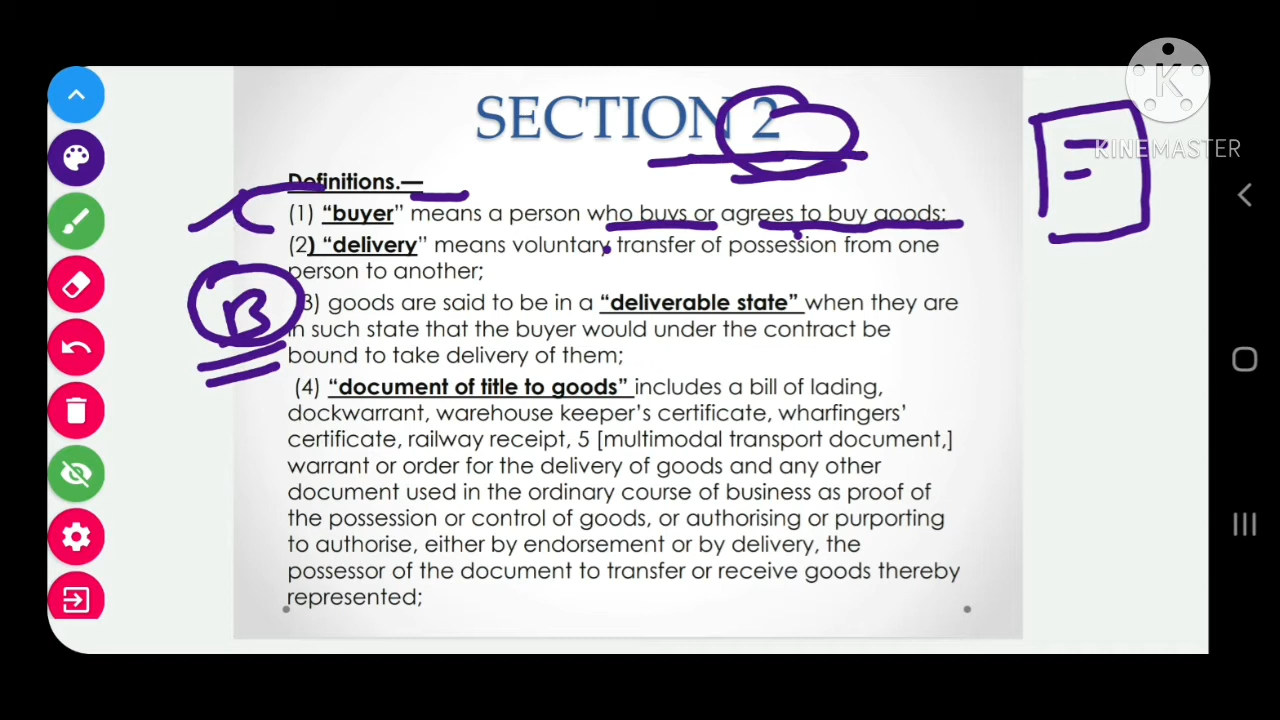 SECTION 2
KINEMASTER
Definitions.—
(1) “buyer” means a person who buys or agrees to buy goods;
(2) “delivery” means voluntary transfer of possession from one
person to another;
B
3) goods are said to be in a “deliverable state” when they are
in such state that the buyer would under the contract be
bound to take delivery of them;
(4) “document of title to goods” includes a bill of lading,
dockwarrant, warehouse keeper’s certificate, wharfingers’
certificate, railway receipt, 5 [multimodal transport document,]
warrant or order for the delivery of goods and any other
document used in the ordinary course of business as proof of
the possession or control of goods, or authorising or purporting
to authorise, either by endorsement or by delivery, the
possessor of the document to transfer or receive goods thereby
represented;